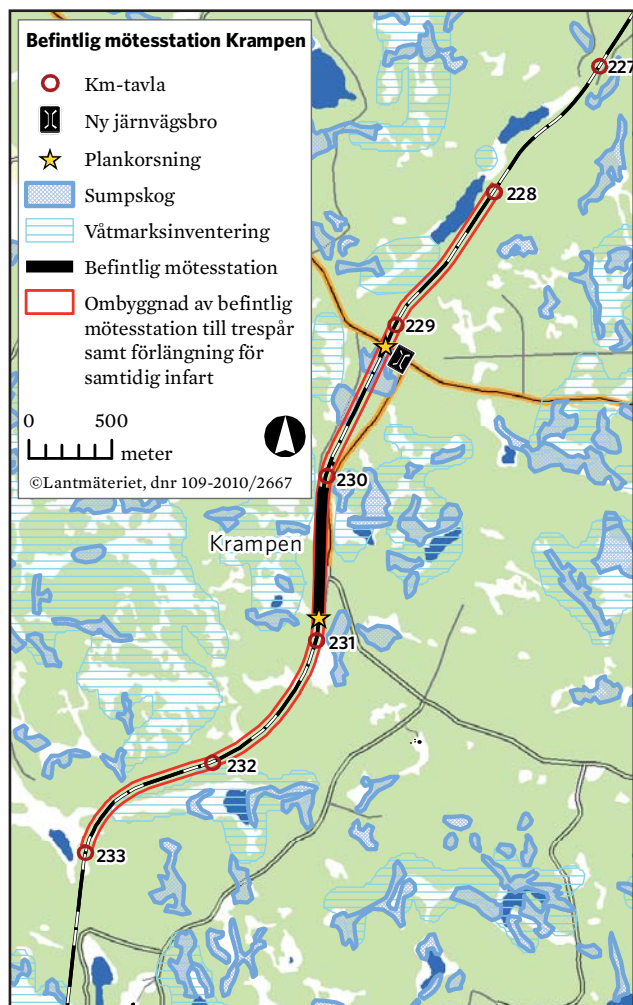 Befintlig mötesstation Krampen
Km-tavla
Ny järnvägsbro
Plankorsning
Sumpskog
Våtmarksinventering
Befintlig mötesstation
Ombyggnad av befintlig
mötesstation till trespår
samt förlängning för
samtidig infart
0 500
meter
©Lantmäteriet, dnr 109-2010/2667
227
228
229
230
Krampen
231
232
233